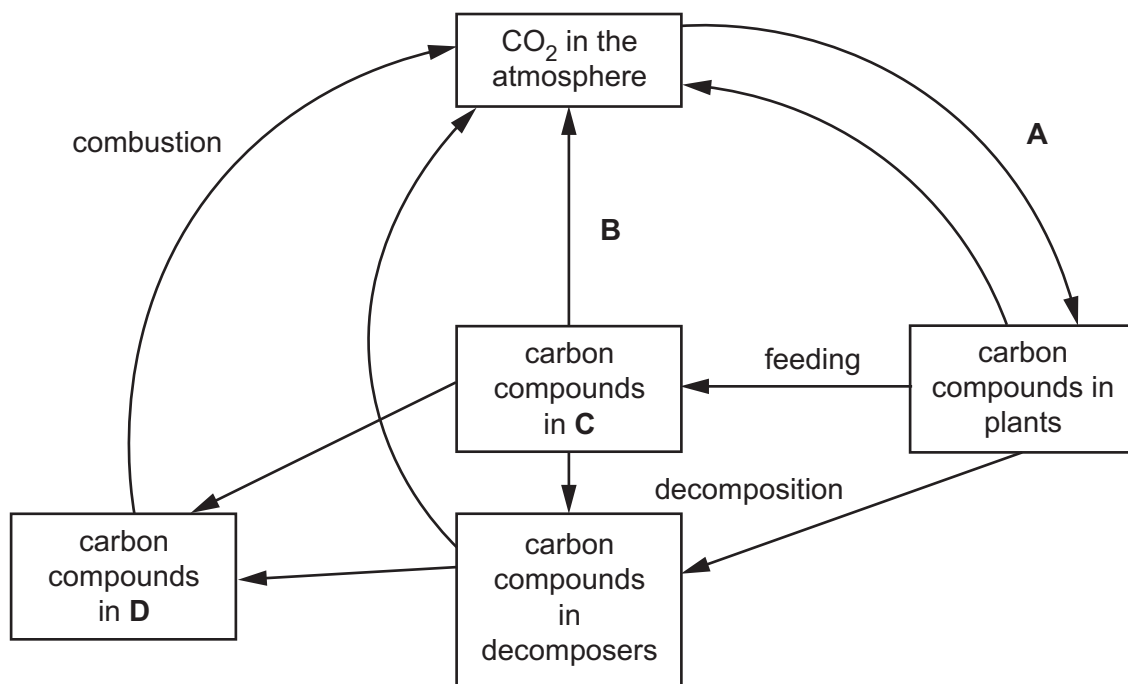 CO₂ in the
atmosphere
combustion
A
B
carbon
compounds
in C
feeding
carbon
compounds in
plants
decomposition
carbon
compounds
in D
carbon
compounds
in
decomposers